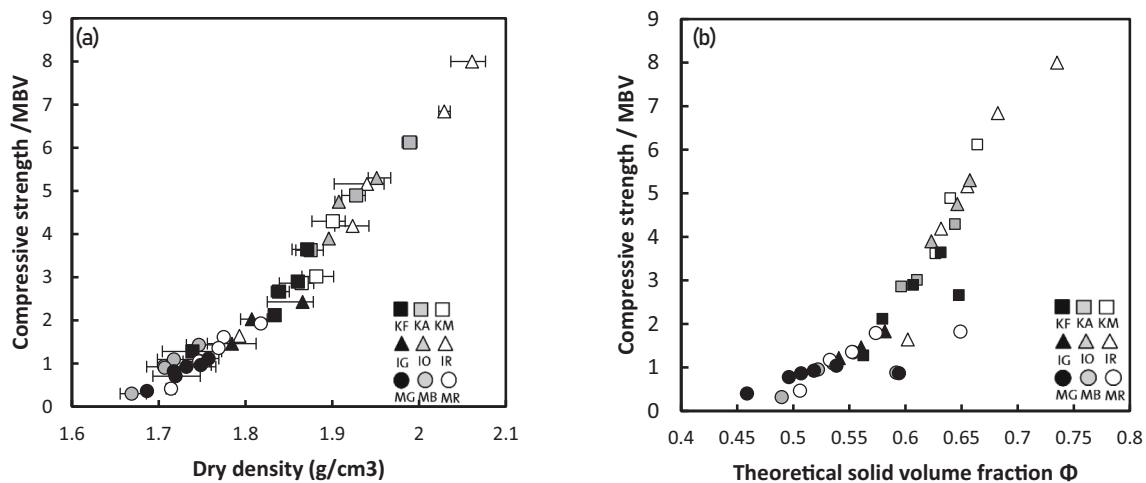 (a)
Compressive strength /MBV
9
8
7
6
5
4
3
2
1
0
1.6 1.7 1.8 1.9 2 2.1
Dry density (g/cm3)
KF KA KM
IG IO IR
MG MB MR
(b)
Compressive strength / MBV
9
8
7
6
5
4
3
2
1
0
0.4 0.45 0.5 0.55 0.6 0.65 0.7 0.75 0.8
Theoretical solid volume fraction Φ
KF KA KM
IG IO IR
MG MB MR